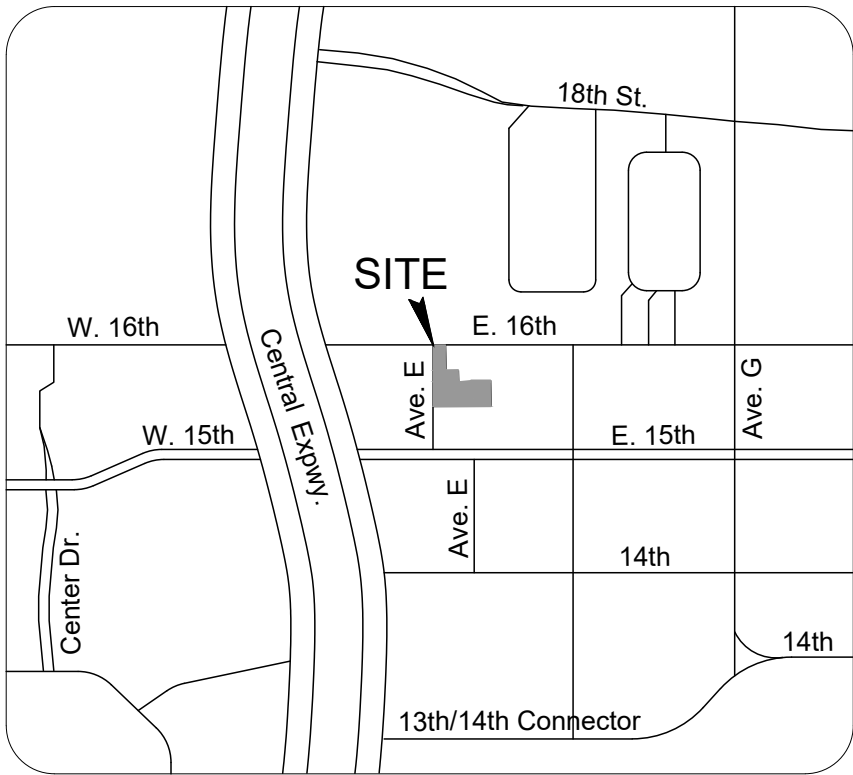 18th St.
SITE
W. 16th
E. 16th
Central Expwy.
Ave. E
Ave. G
W. 15th
E. 15th
Ave. E
Center Dr.
14th
14th
13th/14th Connector